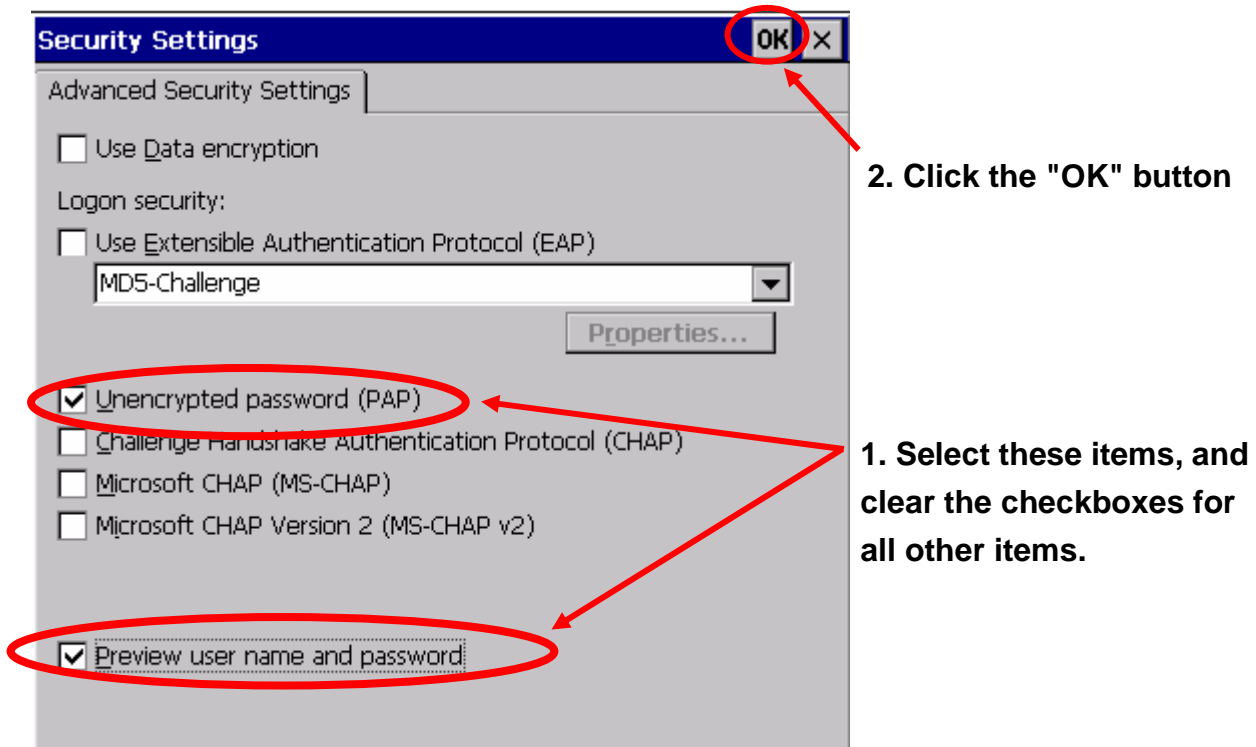 Security Settings OK ×
Advanced Security Settings
Use Data encryption
2. Click the "OK" button
Logon security:
Use Extensible Authentication Protocol (EAP)
MD5-Challenge
Properties...
Unencrypted password (PAP)
Challenge Handshake Authentication Protocol (CHAP)
Microsoft CHAP (MS-CHAP)
Microsoft CHAP Version 2 (MS-CHAP v2)
1. Select these items, and
clear the checkboxes for
all other items.
Preview user name and password